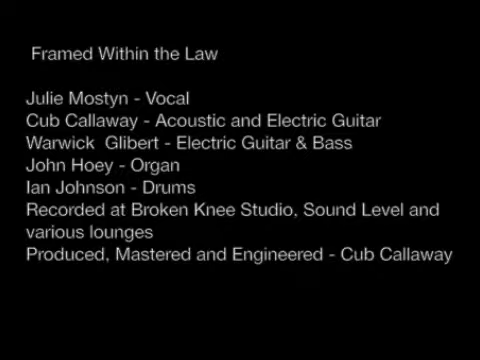 Framed Within the Law
Julie Mostyn - Vocal
Cub Callaway - Acoustic and Electric Guitar
Warwick Glibert - Electric Guitar & Bass
John Hoey - Organ
Ian Johnson - Drums
Recorded at Broken Knee Studio, Sound Level and
various lounges
Produced, Mastered and Engineered - Cub Callaway